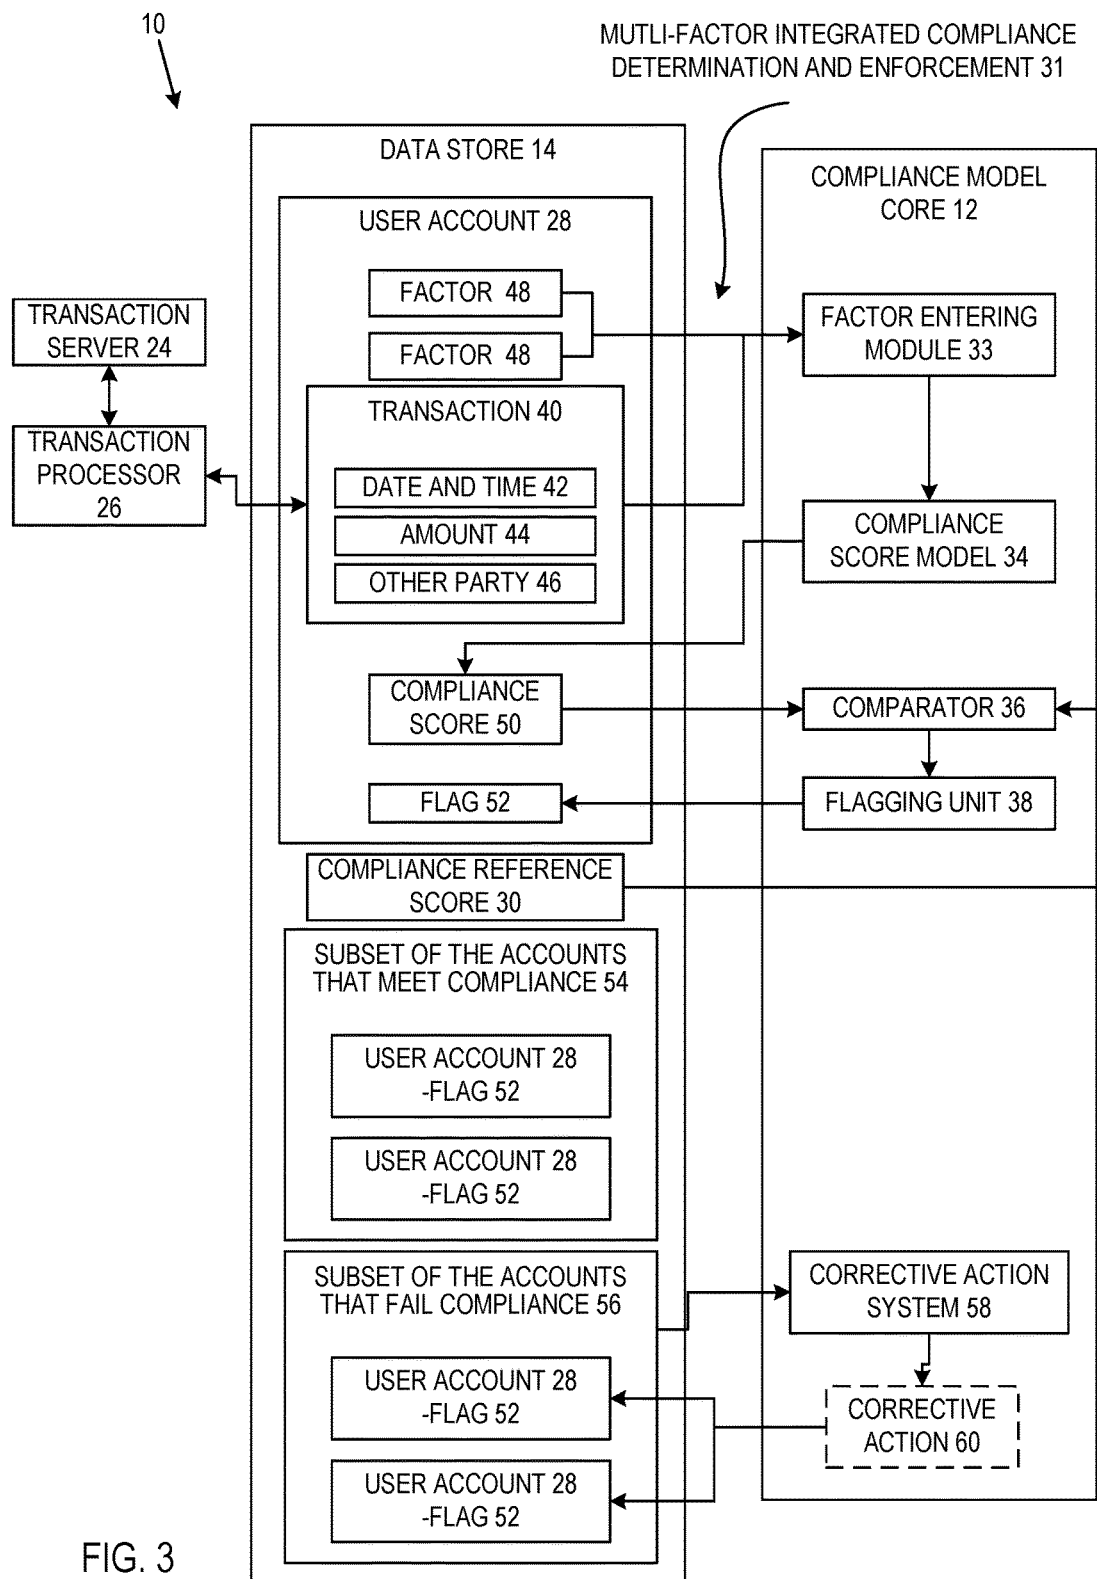 10
MUTLI-FACTOR INTEGRATED COMPLIANCE
DETERMINATION AND ENFORCEMENT 31
DATA STORE 14
COMPLIANCE MODEL
CORE 12
USER ACCOUNT 28
FACTOR 48
FACTOR 48
TRANSACTION
SERVER 24
FACTOR ENTERING
MODULE 33
TRANSACTION 40
TRANSACTION
PROCESSOR
26
DATE AND TIME 42
AMOUNT 44
OTHER PARTY 46
COMPLIANCE
SCORE MODEL 34
COMPLIANCE
SCORE 50
COMPARATOR 36
FLAG 52
FLAGGING UNIT 38
COMPLIANCE REFERENCE
SCORE 30
SUBSET OF THE ACCOUNTS
THAT MEET COMPLIANCE 54
USER ACCOUNT 28
-FLAG 52
USER ACCOUNT 28
-FLAG 52
SUBSET OF THE ACCOUNTS
THAT FAIL COMPLIANCE 56
CORRECTIVE ACTION
SYSTEM 58
USER ACCOUNT 28
-FLAG 52
CORRECTIVE
ACTION 60
USER ACCOUNT 28
-FLAG 52
FIG. 3